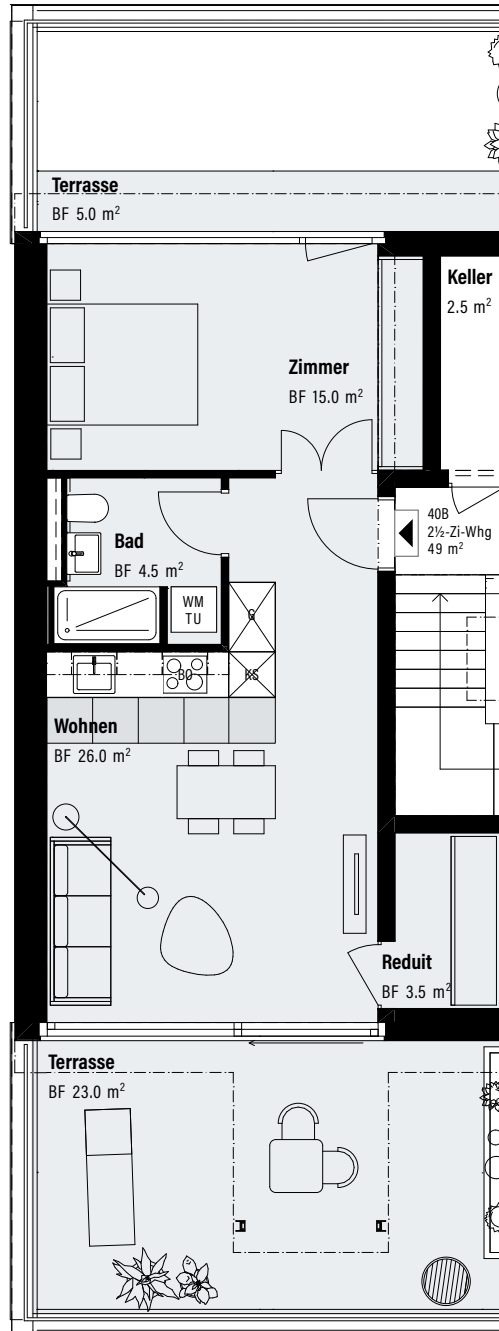 Terrasse
BF 5.0 m²
Keller
2.5 m²
Zimmer
BF 15.0 m²
40B
2½-Zi-Whg
49 m²
Bad
BF 4.5 m²
WM
TU
G
BO
KS
Wohnen
BF 26.0 m²
Reduit
BF 3.5 m²
Terrasse
BF 23.0 m²